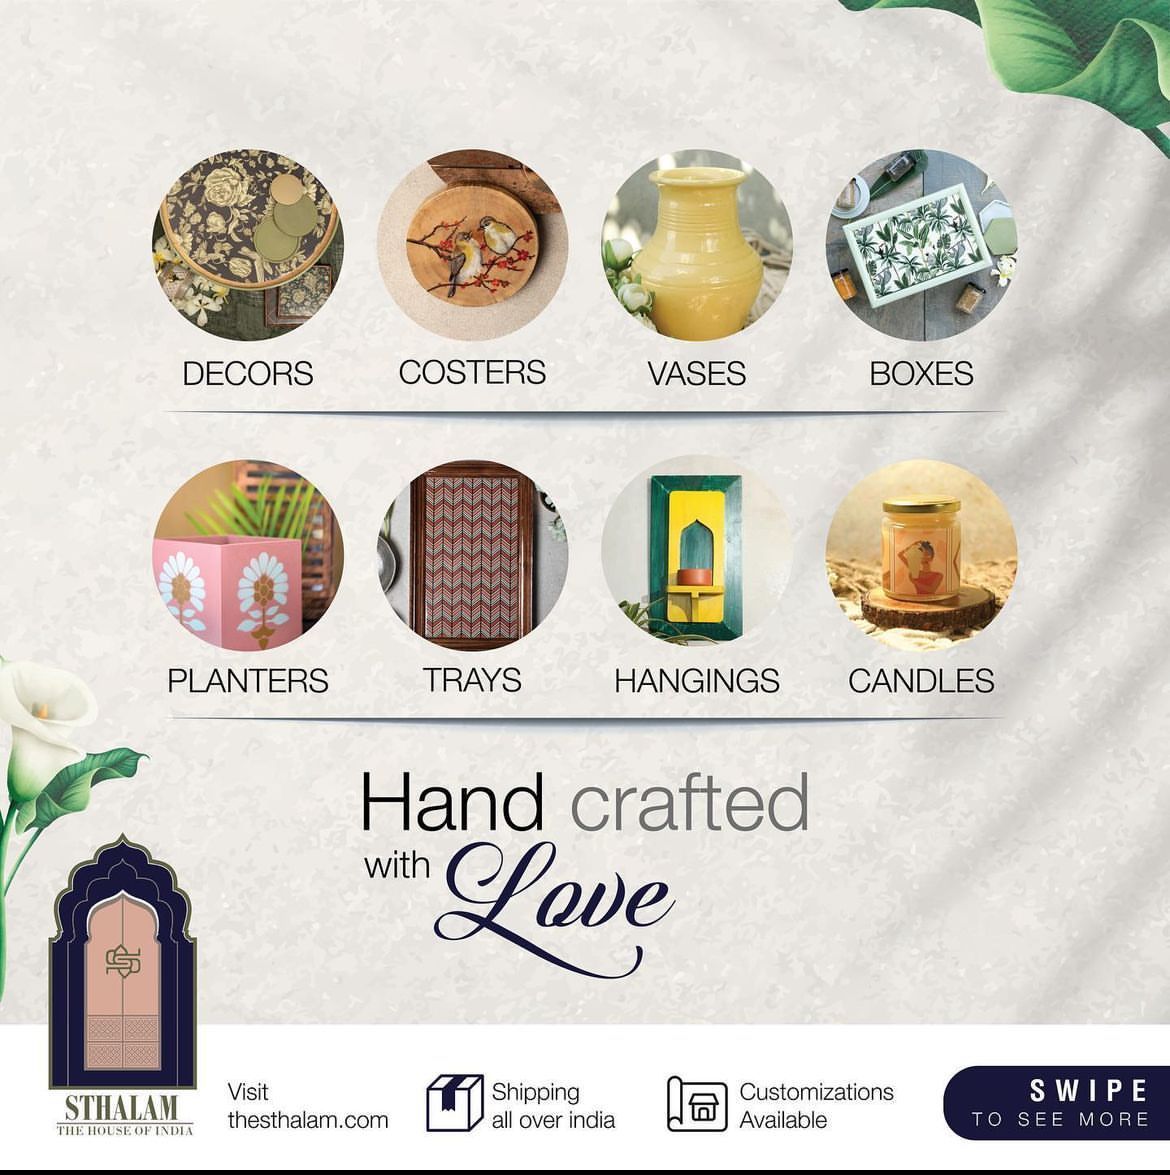 DECORS
COSTERS
VASES
BOXES
PLANTERS
TRAYS
HANGINGS
CANDLES
Hand crafted
with Love
STHALAM
THE HOUSE OF INDIA
Visit
thesthalam.com
Shipping
all over india
Customizations
Available
SWIPE
TO SEE MORE